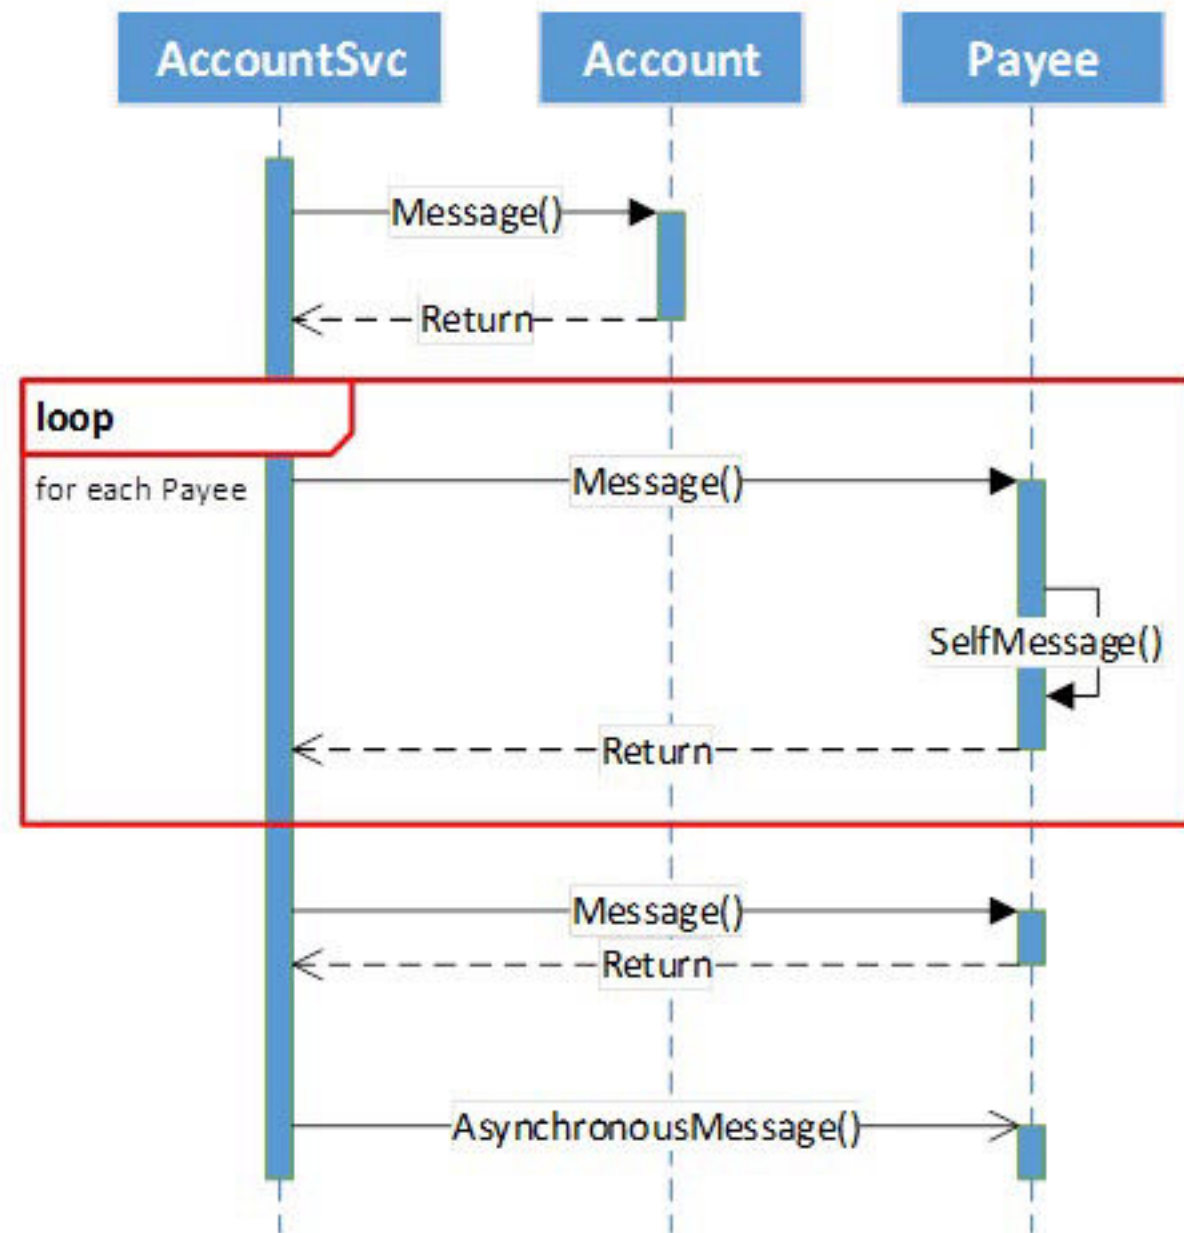 AccountSvc
Account
Payee
Message()
Return
loop
for each Payee
Message()
SelfMessage()
Return
Message()
Return
AsynchronousMessage()